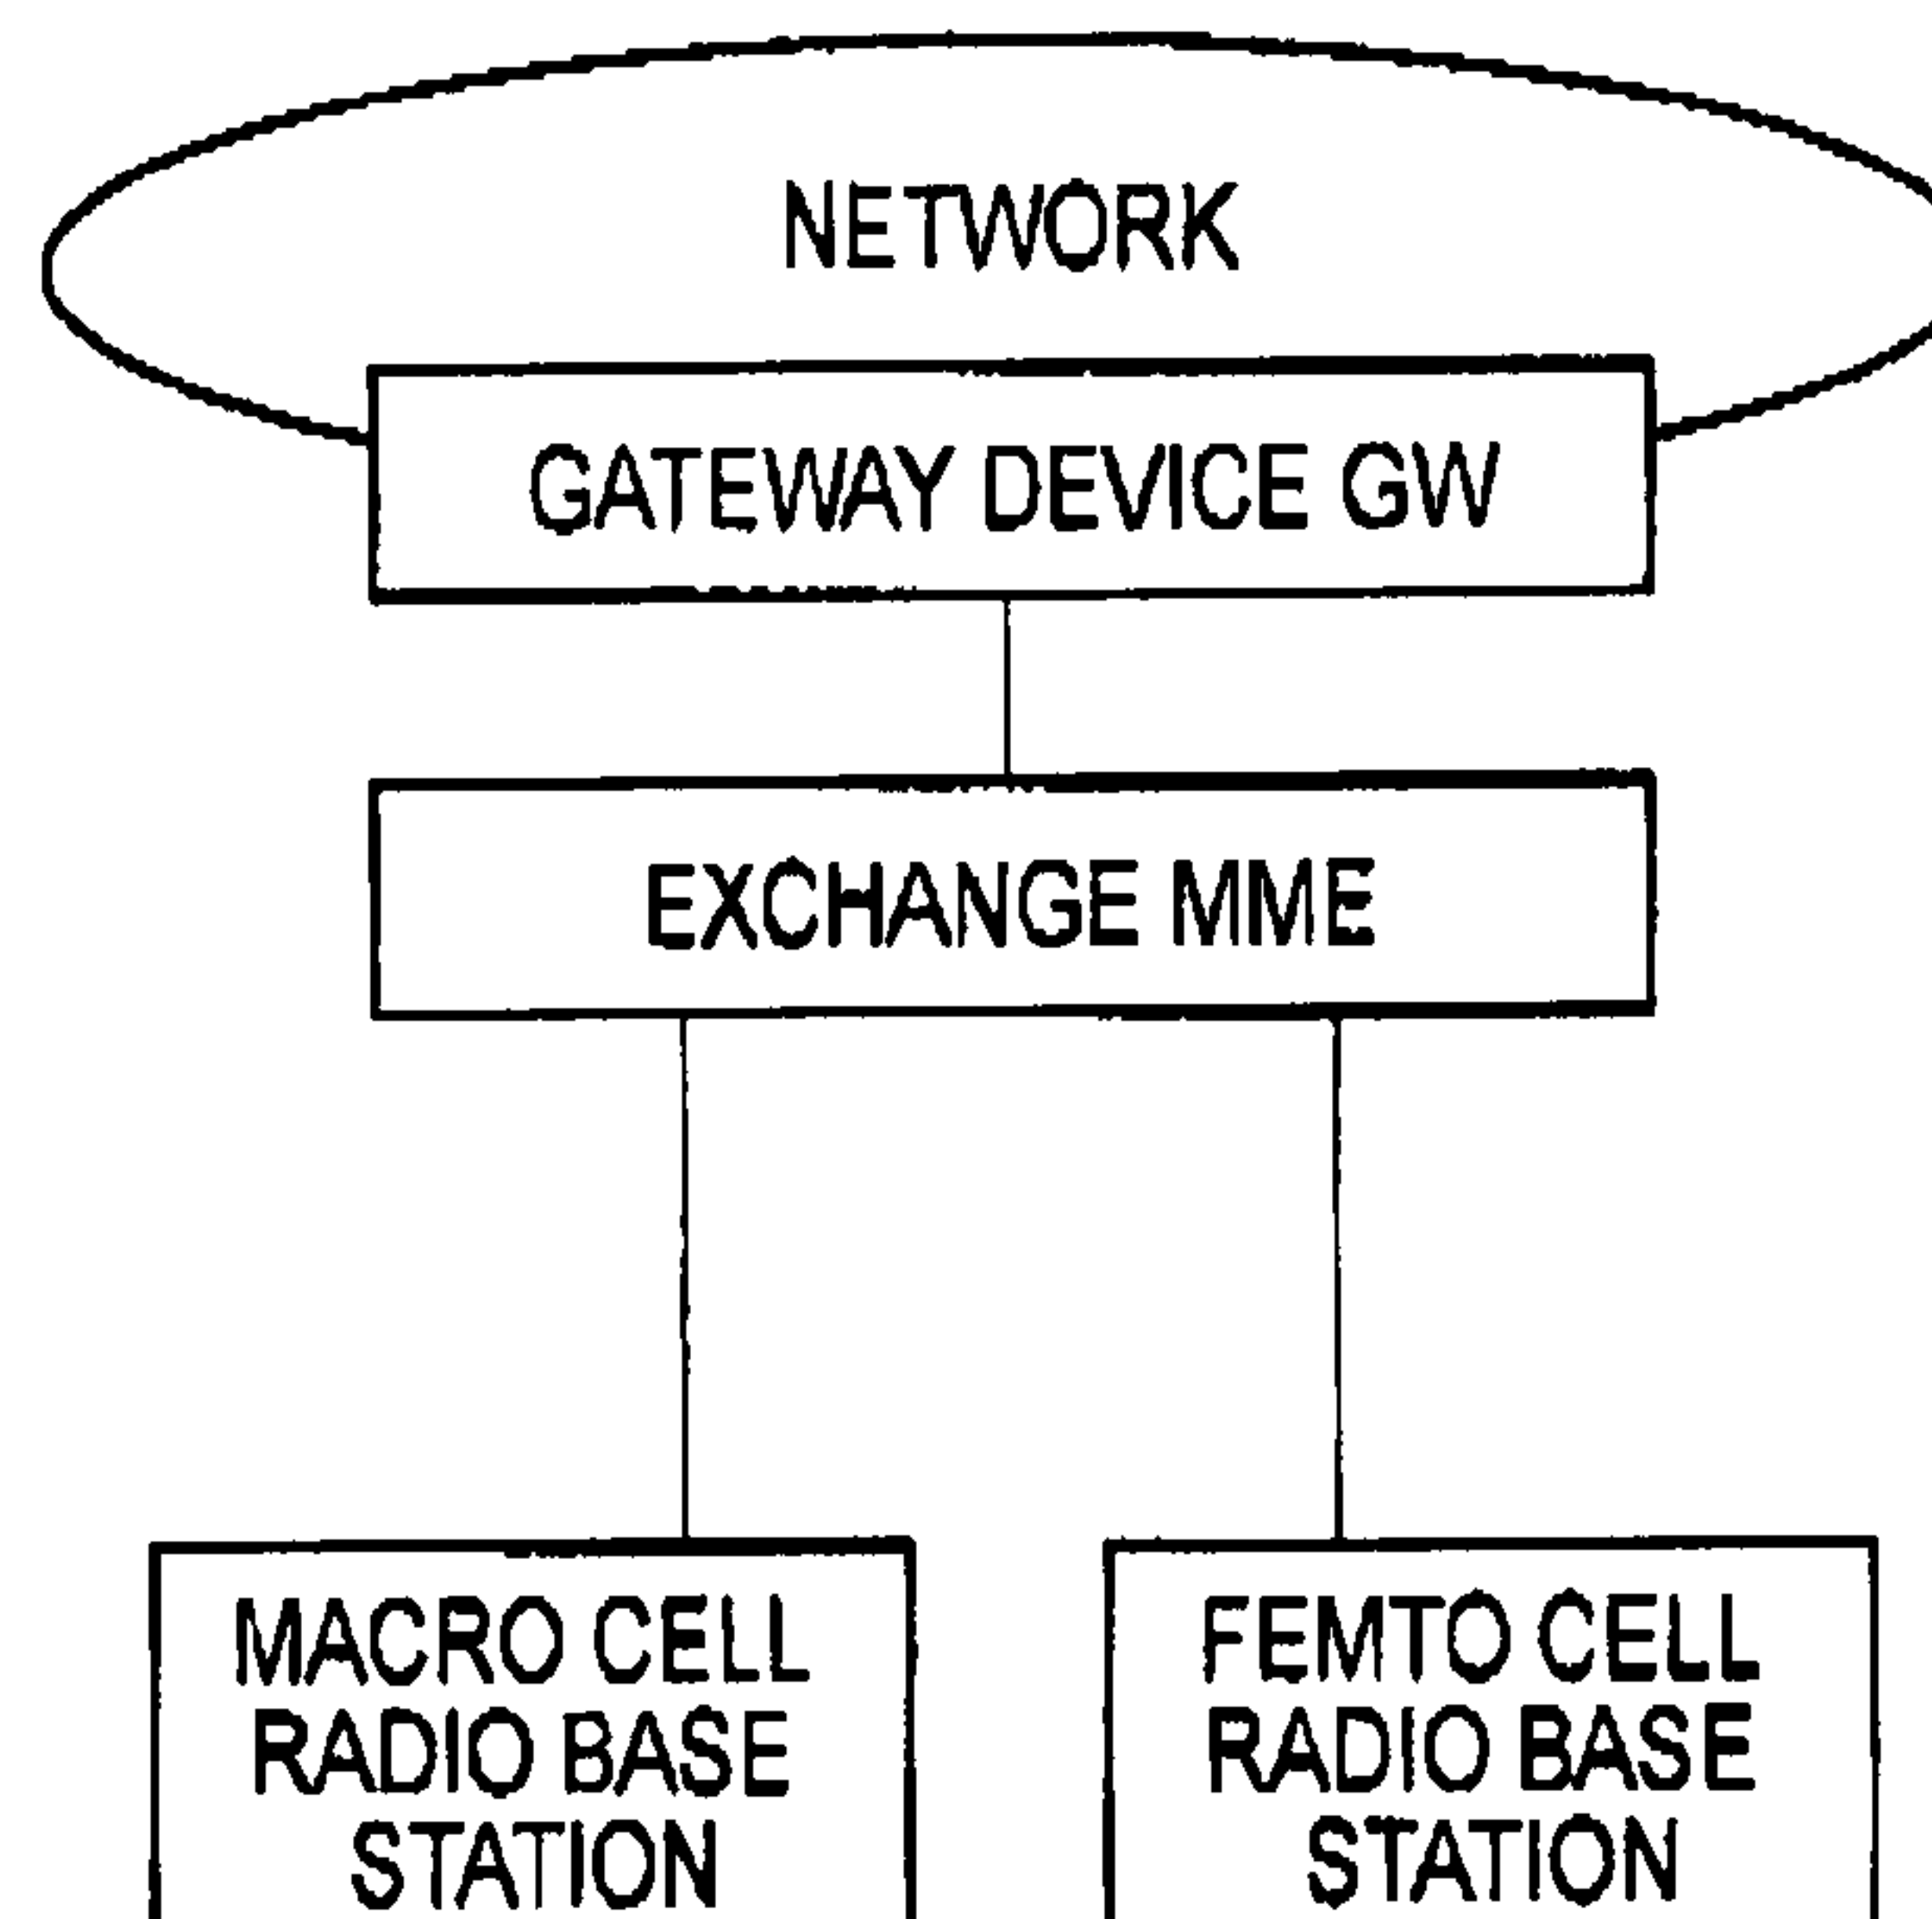 NETWORK
GATEWAY DEVICE GW
EXCHANGE MME
MACRO CELL
RADIO BASE
STATION
FEMTO CELL
RADIO BASE
STATION